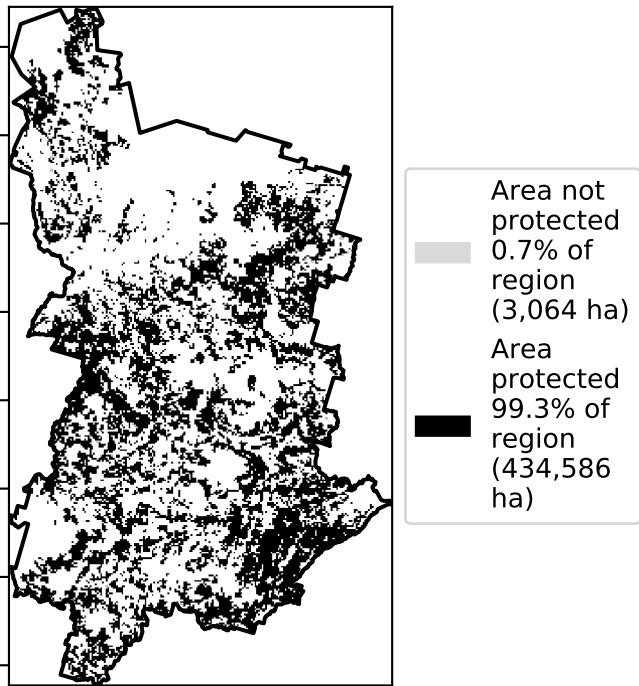 Area not
protected
0.7% of
region
(3,064 ha)
Area
protected
99.3% of
region
(434,586
ha)